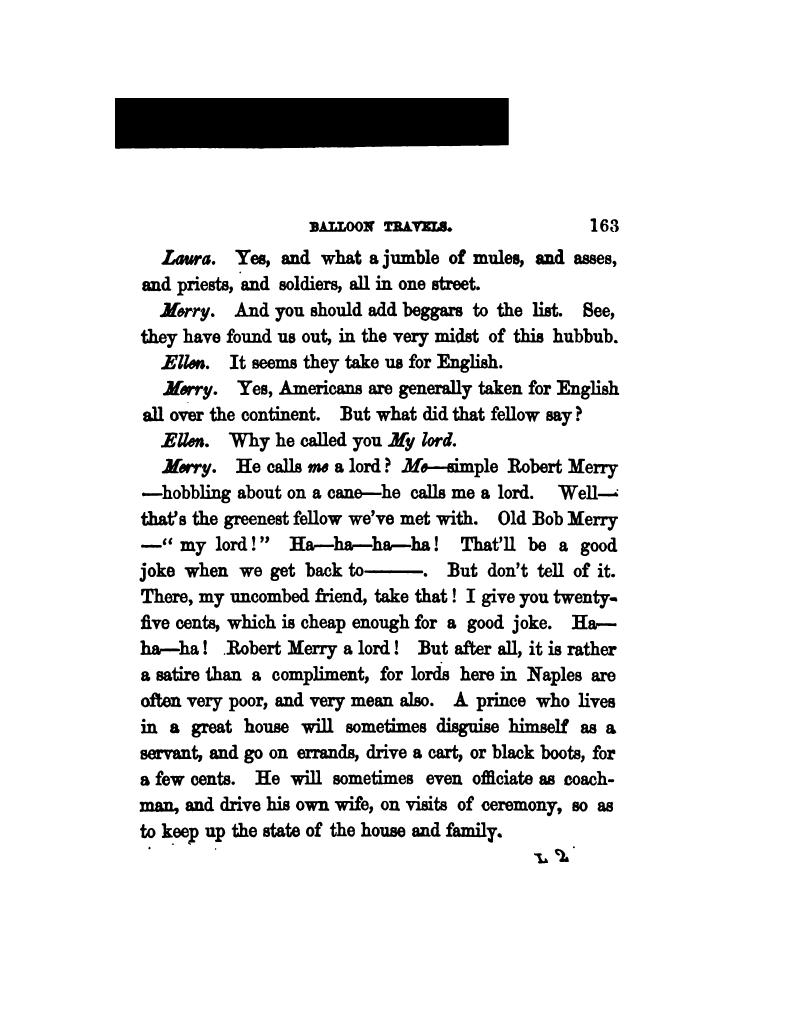 BALLOON TRAVELS. 163
Laura. Yes, and what a jumble of mules, and asses,
and priests, and soldiers, all in one street.
Merry. And you should add beggars to the list. See,
they have found us out, in the very midst of this hubbub.
Ellen. It seems they take us for English.
Merry. Yes, Americans are generally taken for English
all over the continent. But what did that fellow say?
Ellen. Why he called you My lord.
Merry. He calls me a lord? Me—simple Robert Merry
—hobbling about on a cane—he calls me a lord. Well—
that's the greenest fellow we've met with. Old Bob Merry
—"my lord!" Ha—ha—ha—ha! That'll be a good
joke when we get back to———. But don't tell of it.
There, my uncombed friend, take that! I give you twenty-
five cents, which is cheap enough for a good joke. Ha—
ha—ha! Robert Merry a lord! But after all, it is rather
a satire than a compliment, for lords here in Naples are
often very poor, and very mean also. A prince who lives
in a great house will sometimes disguise himself as a
servant, and go on errands, drive a cart, or black boots, for
a few cents. He will sometimes even officiate as coach-
man, and drive his own wife, on visits of ceremony, so as
to keep up the state of the house and family.
L 2